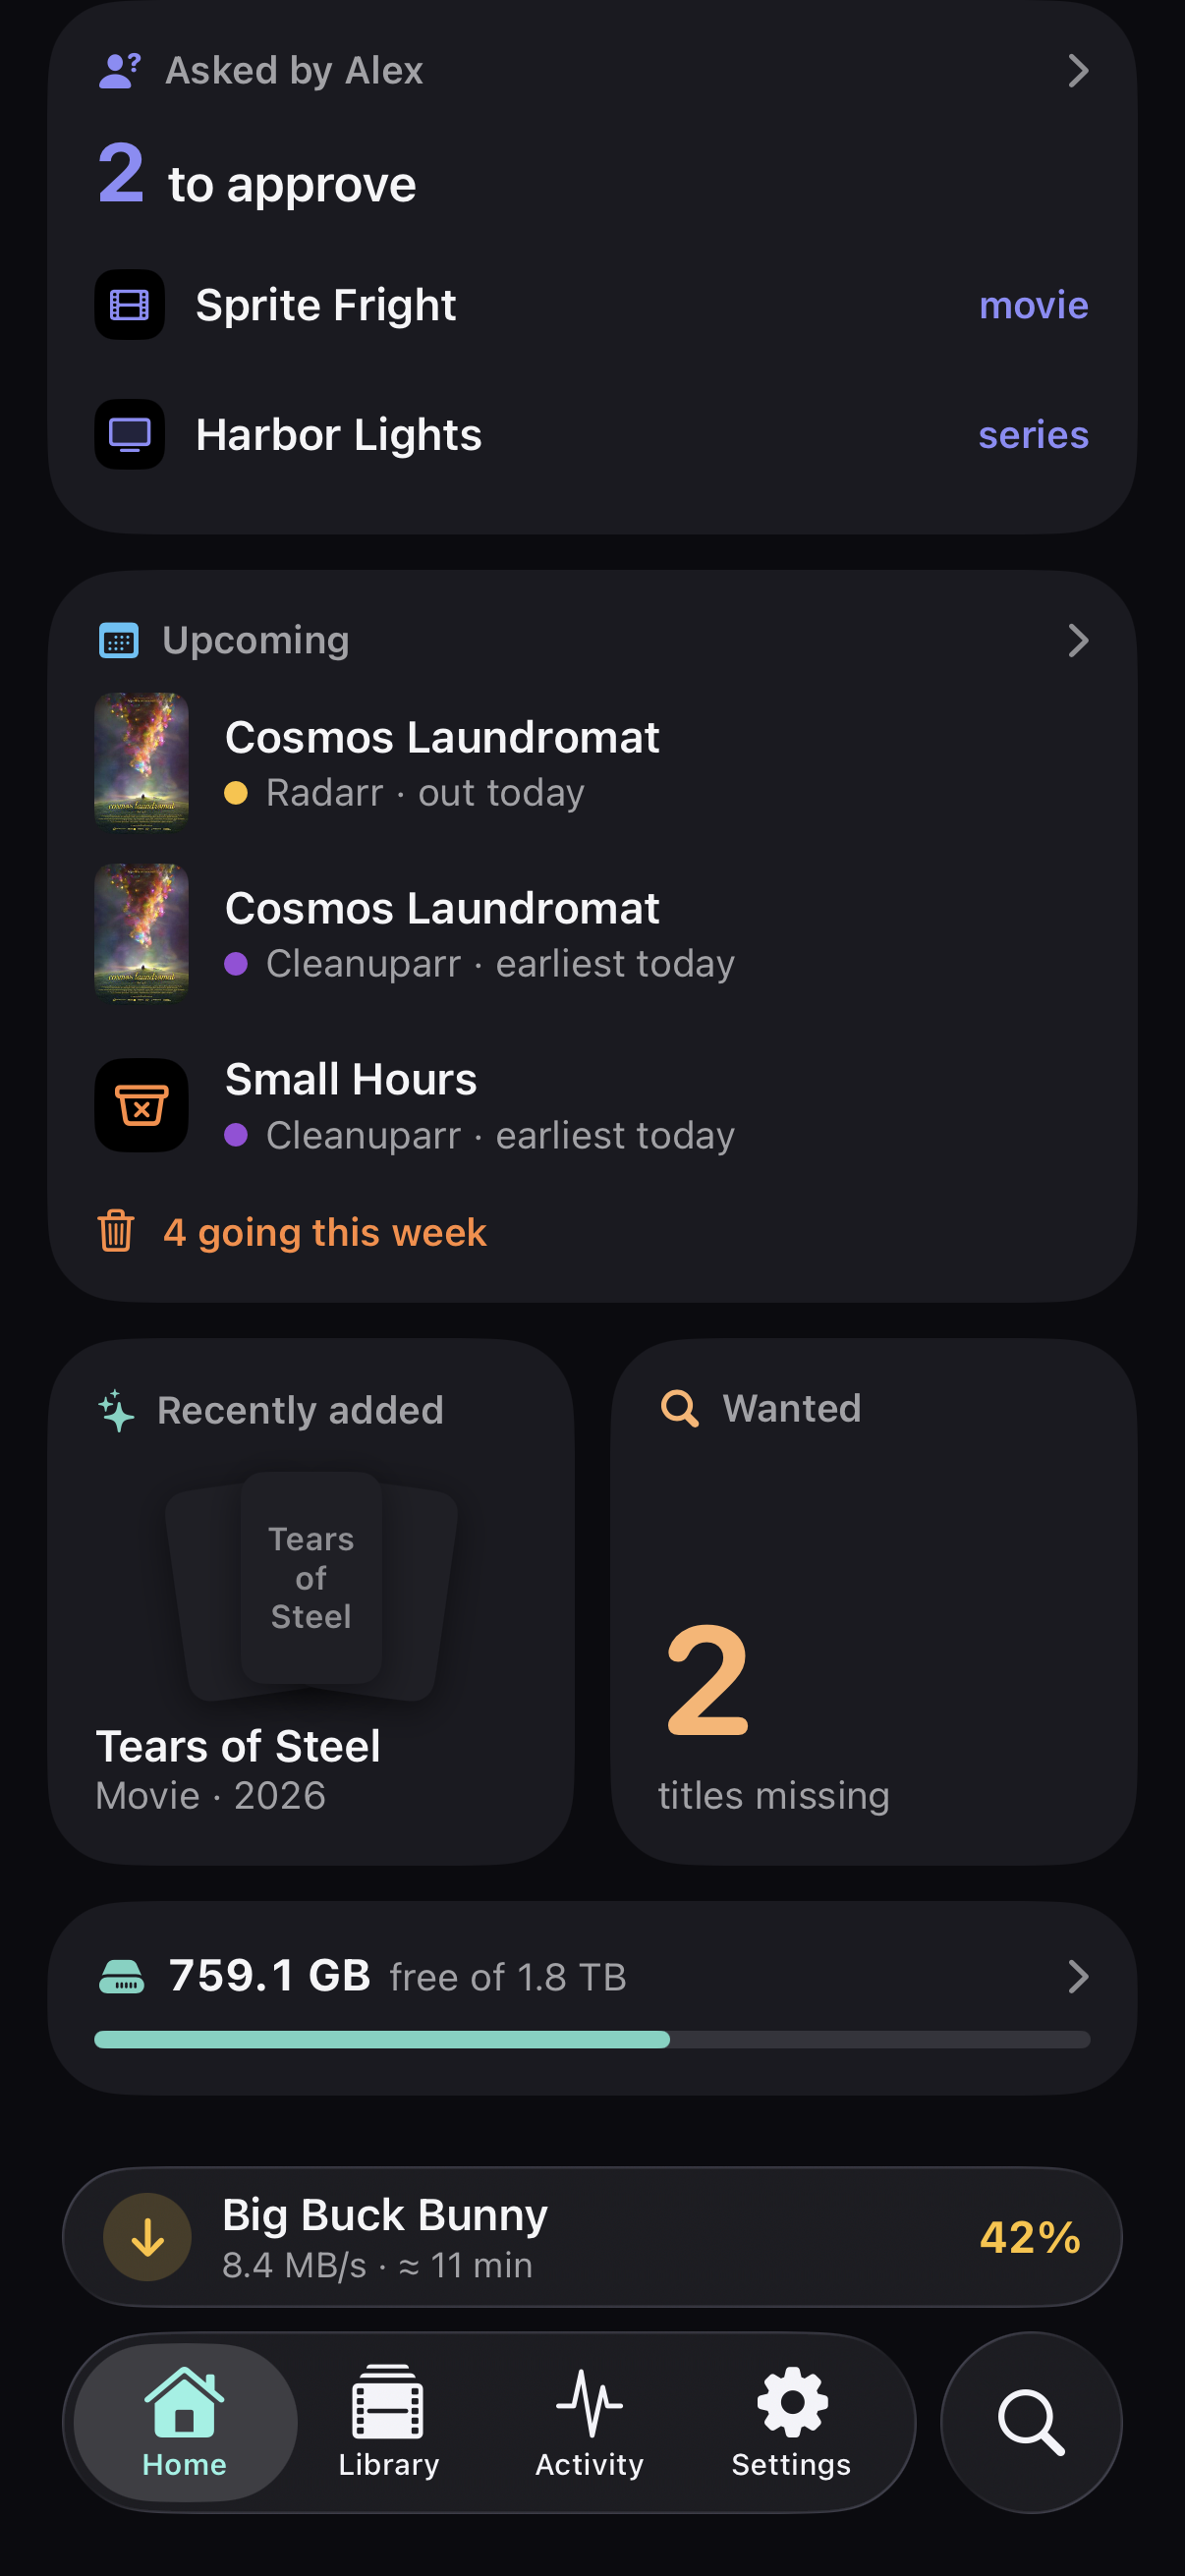 Asked by Alex
2 to approve
Sprite Fright
movie
Harbor Lights
series
Upcoming
Cosmos Laundromat
Radarr · out today
Cosmos Laundromat
Cleanuparr · earliest today
Small Hours
Cleanuparr · earliest today
4 going this week
Recently added
Wanted
Tears
of
Steel
Tears of Steel
Movie · 2026
2
titles missing
759.1 GB free of 1.8 TB
Big Buck Bunny
8.4 MB/s · ≈ 11 min
42%
Home
Library
Activity
Settings